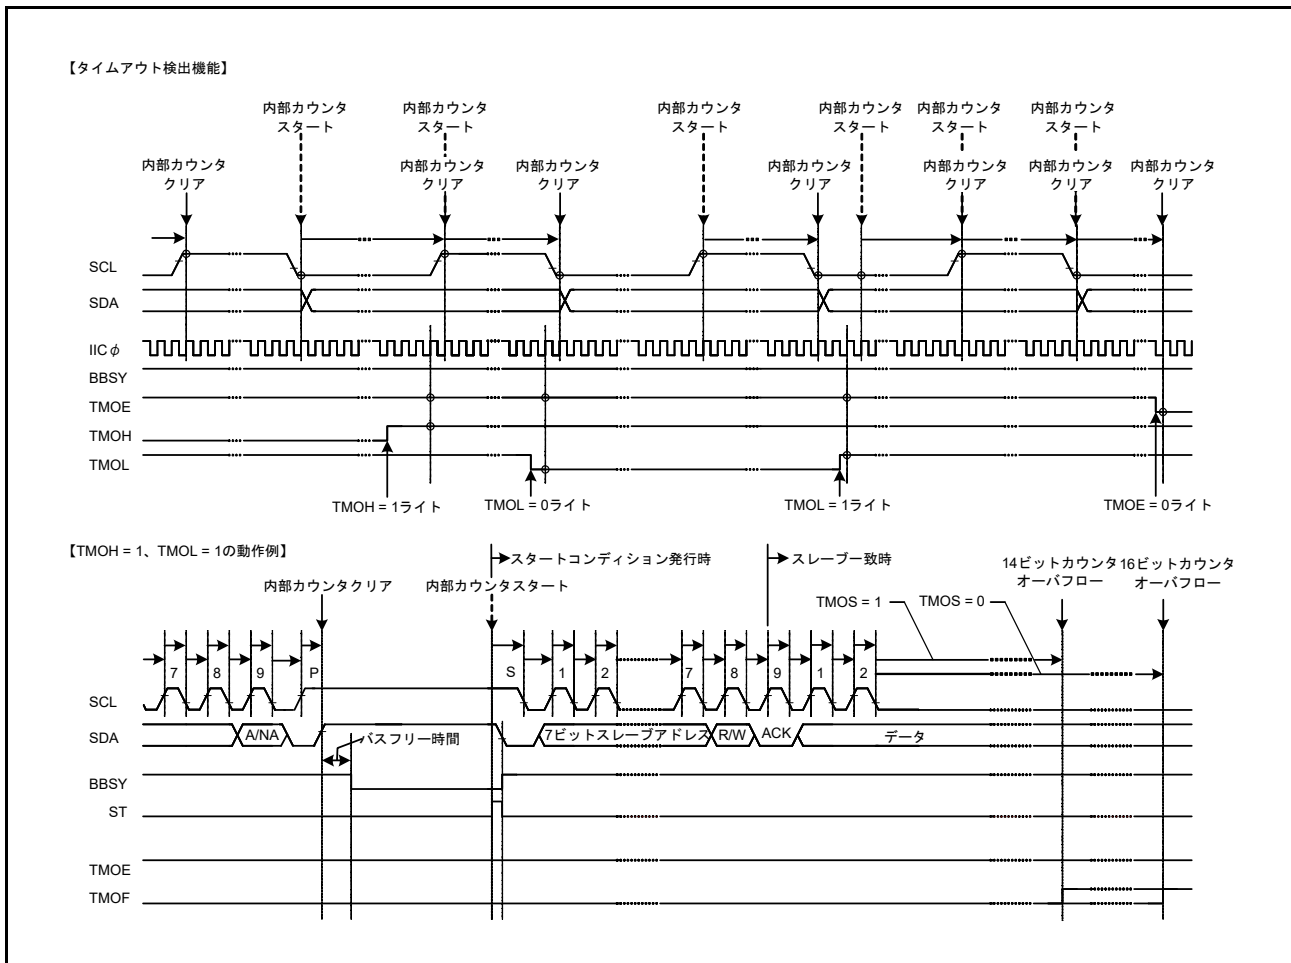 【タイムアウト検出機能】
内部カウンタ
スタート
内部カウンタ
スタート
内部カウンタ
スタート
内部カウンタ
スタート
内部カウンタ
スタート
内部カウンタ
スタート
内部カウンタ
クリア
内部カウンタ
クリア
内部カウンタ
クリア
内部カウンタ
クリア
内部カウンタ
クリア
内部カウンタ
クリア
内部カウンタ
クリア
SCL
SDA
IICφ
BBSY
TMOE
TMOH
TMOL
TMOH = 1ライト
TMOL = 0ライト
TMOL = 1ライト
TMOE = 0ライト
【TMOH = 1、TMOL = 1の動作例】
スタートコンディション発行時
スレーブ一致時
内部カウンタクリア
内部カウンタスタート
14ビットカウンタ
オーバフロー
16ビットカウンタ
オーバフロー
TMOS = 1
TMOS = 0
7 8 9 P S 1 2 7 8 9 1 2
SCL
SDA
A/NA
7ビットスレーブアドレス
R/W
ACK
データ
バスフリー時間
BBSY
ST
TMOE
TMOF